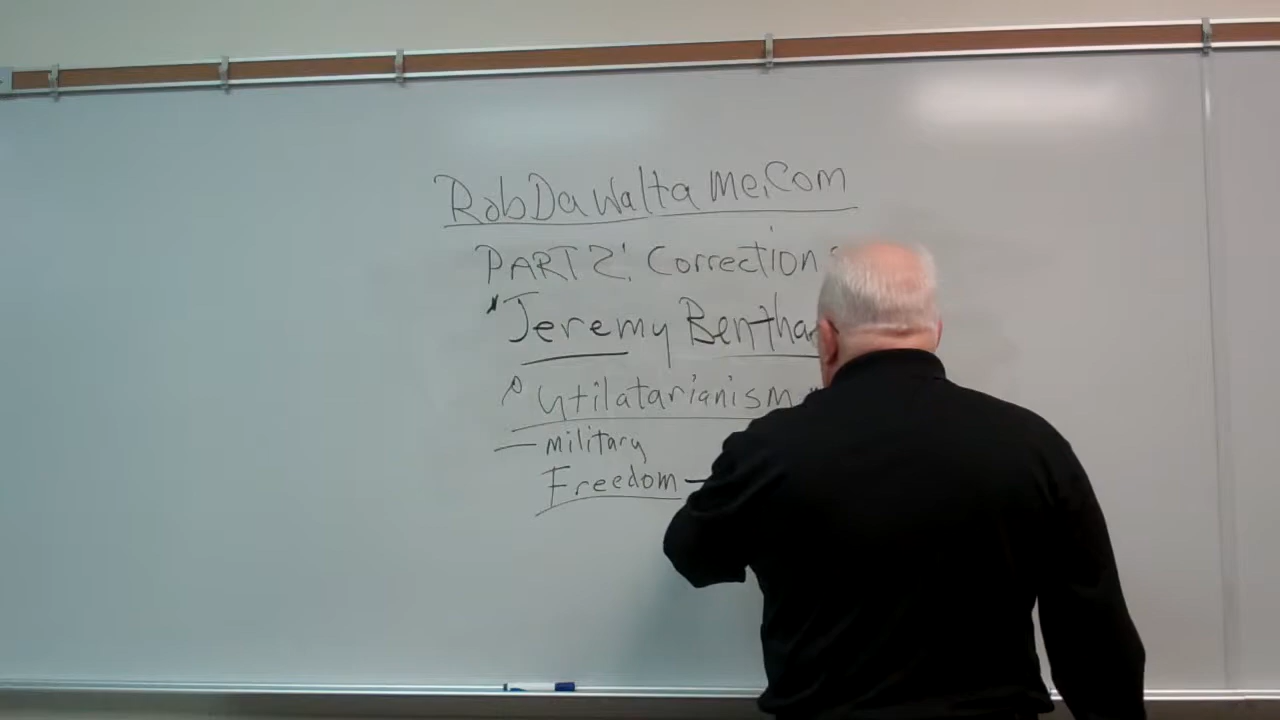 RobDaWaltaMe.Com
PART 2: Correction
Jeremy Bentha
Utilatarianism
— military
Freedom —